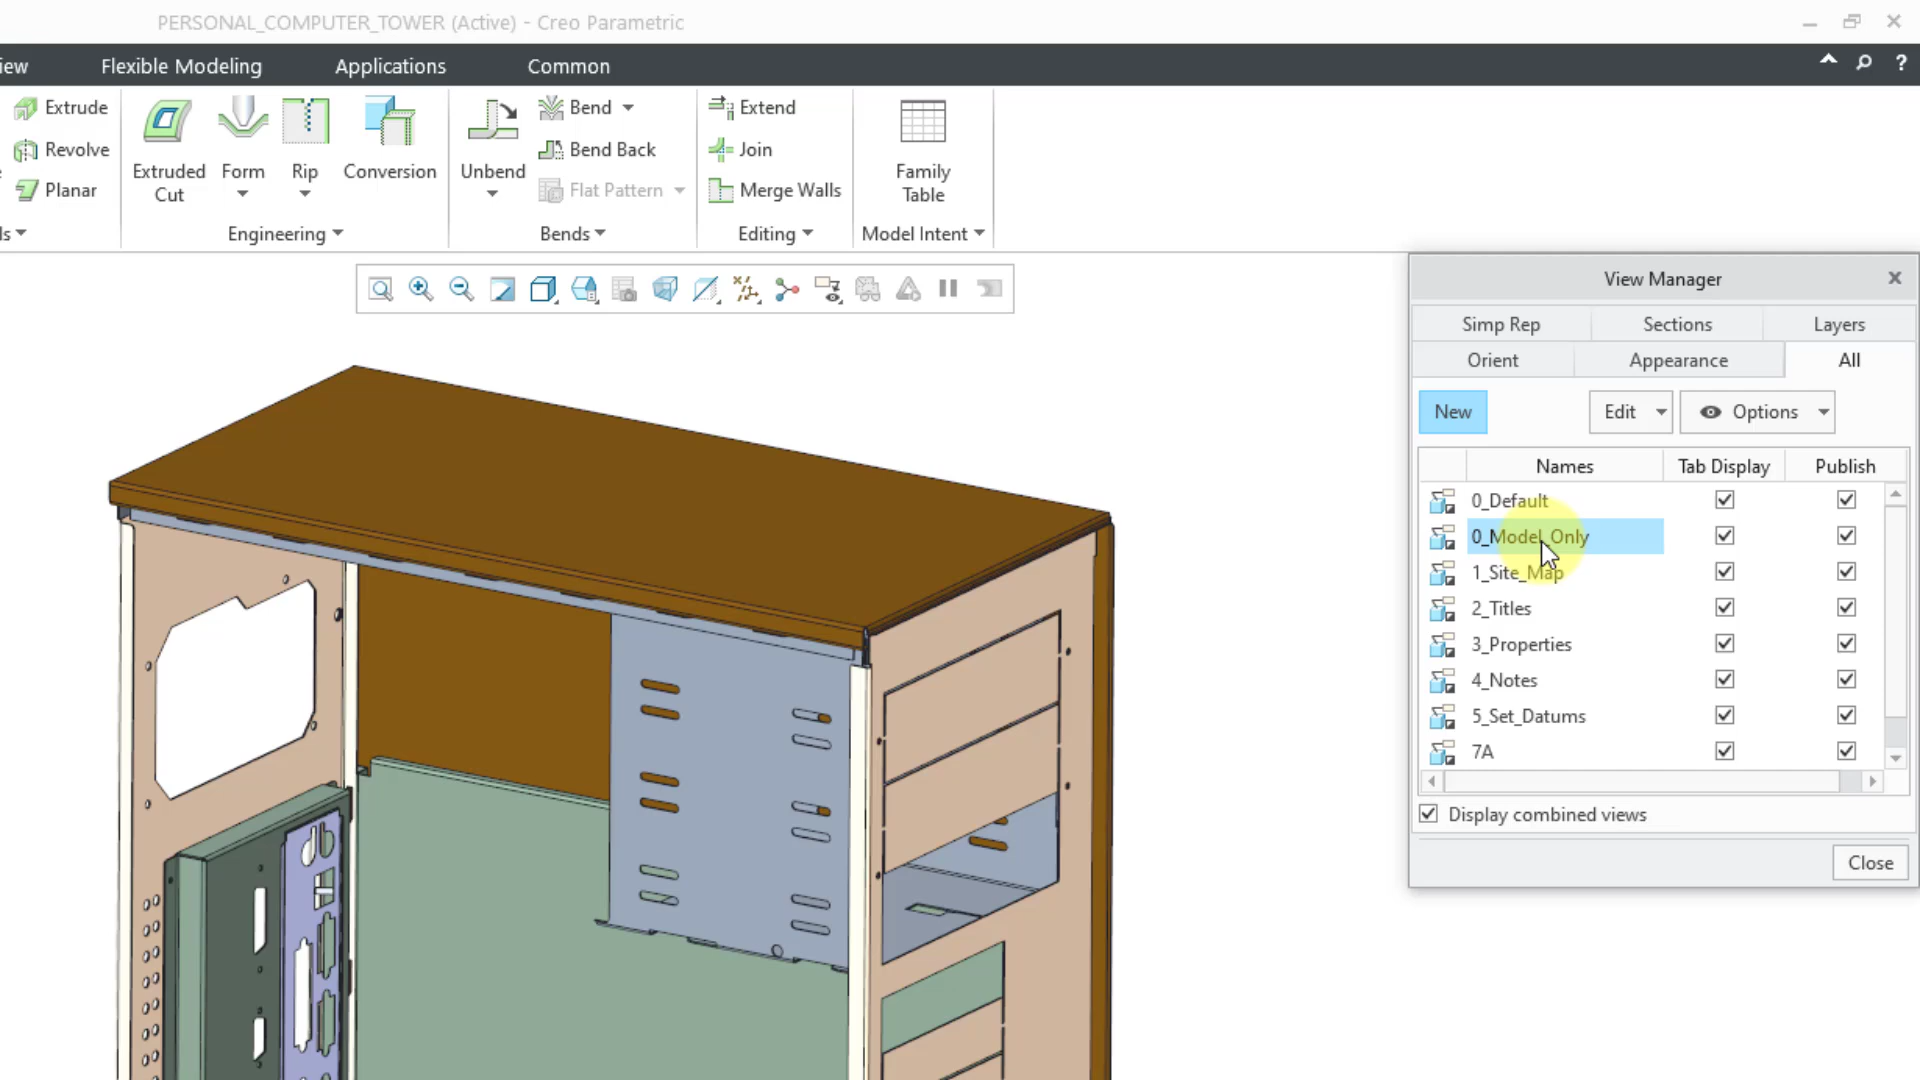 PERSONAL_COMPUTER_TOWER (Active) - Creo Parametric
iew Flexible Modeling Applications Common
Extrude
Revolve
Planar
ls
Extruded Cut
Form
Rip
Conversion
Engineering
Unbend
Bend
Bend Back
Flat Pattern
Bends
Extend
Join
Merge Walls
Editing
Family Table
Model Intent
View Manager
Simp Rep Sections Layers
Orient Appearance All
New Edit Options
Names Tab Display Publish
0_Default
0_Model_Only
1_Site_Map
2_Titles
3_Properties
4_Notes
5_Set_Datums
7A
Display combined views
Close